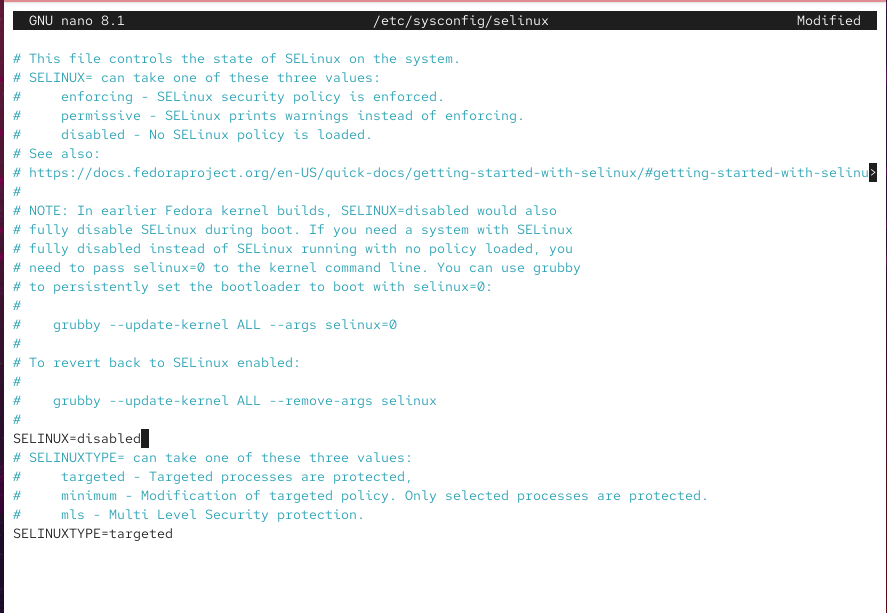 GNU nano 8.1 /etc/sysconfig/selinux Modified
# This file controls the state of SELinux on the system.
# SELINUX= can take one of these three values:
#     enforcing - SELinux security policy is enforced.
#     permissive - SELinux prints warnings instead of enforcing.
#     disabled - No SELinux policy is loaded.
# See also:
# https://docs.fedoraproject.org/en-US/quick-docs/getting-started-with-selinux/#getting-started-with-selinu>
#
# NOTE: In earlier Fedora kernel builds, SELINUX=disabled would also
# fully disable SELinux during boot. If you need a system with SELinux
# fully disabled instead of SELinux running with no policy loaded, you
# need to pass selinux=0 to the kernel command line. You can use grubby
# to persistently set the bootloader to boot with selinux=0:
#
#    grubby --update-kernel ALL --args selinux=0
#
# To revert back to SELinux enabled:
#
#    grubby --update-kernel ALL --remove-args selinux
#
SELINUX=disabled
# SELINUXTYPE= can take one of these three values:
#     targeted - Targeted processes are protected,
#     minimum - Modification of targeted policy. Only selected processes are protected.
#     mls - Multi Level Security protection.
SELINUXTYPE=targeted